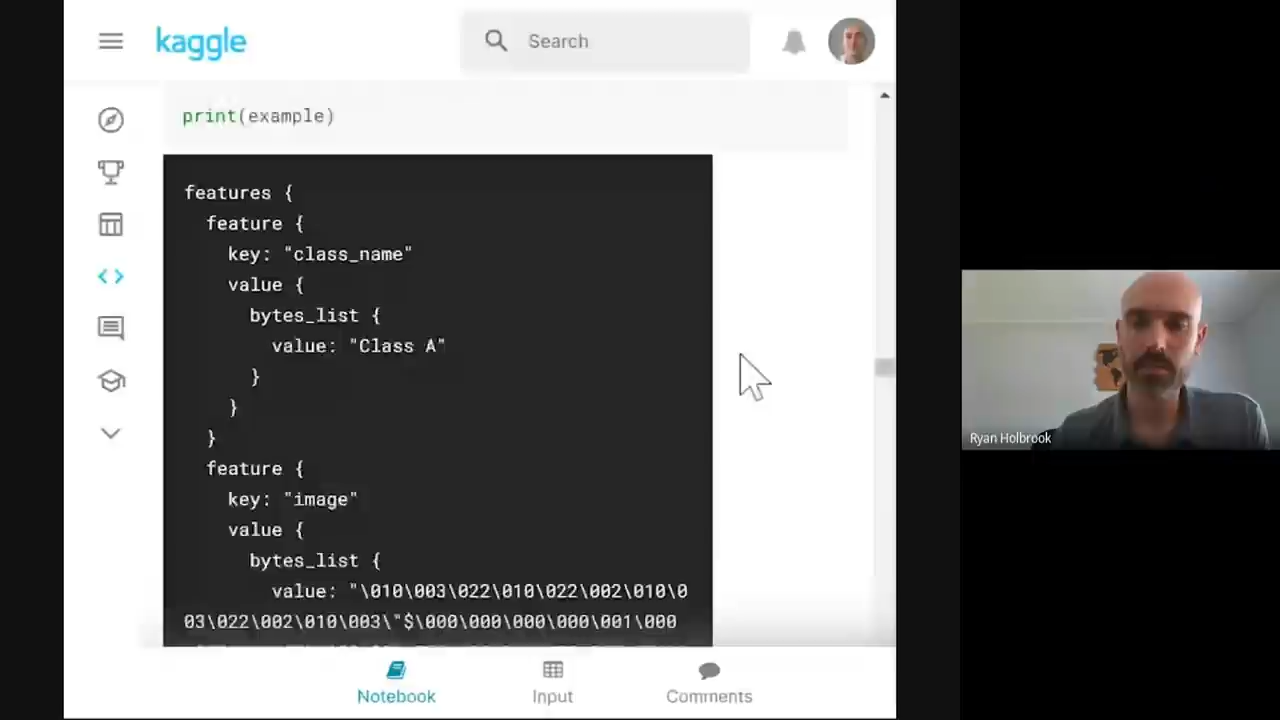 kaggle
Search
print(example)
features {
  feature {
    key: "class_name"
    value {
      bytes_list {
        value: "Class A"
      }
    }
  }
  feature {
    key: "image"
    value {
      bytes_list {
        value: "\010\003\022\010\022\002\010\0
03\022\002\010\003\"$\000\000\000\000\001\000
Ryan Holbrook
Notebook
Input
Comments